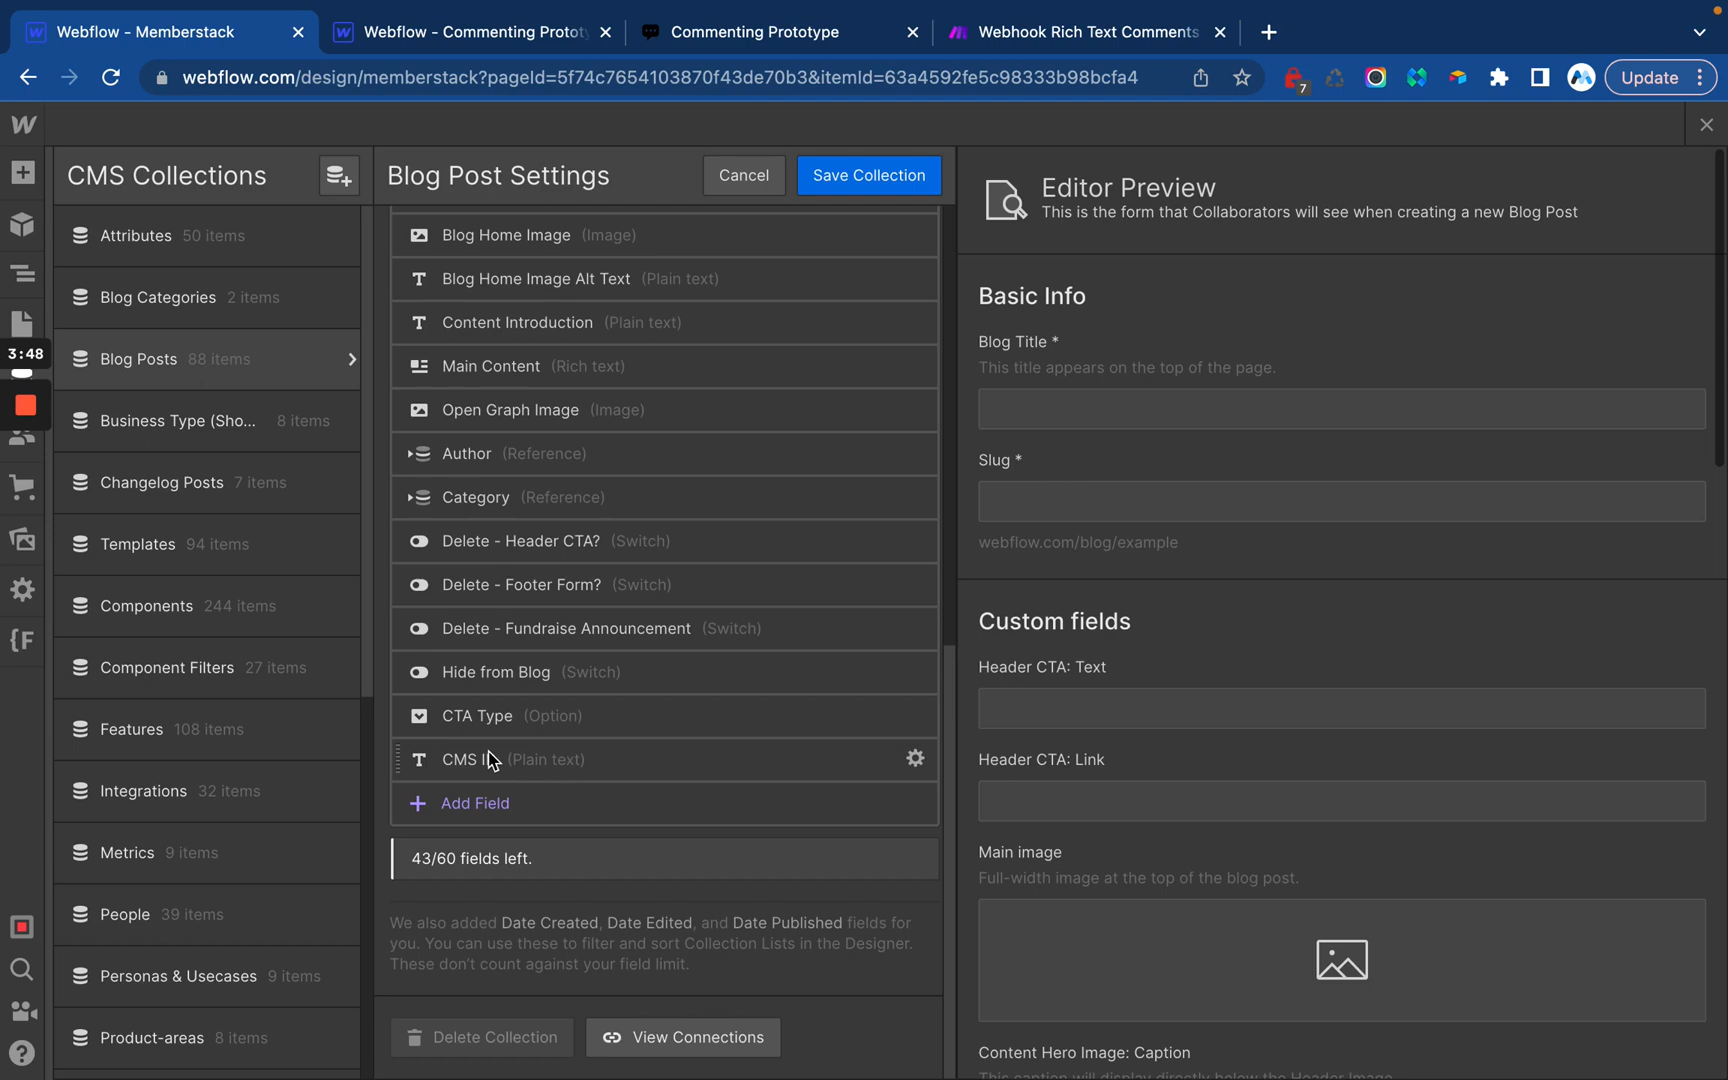 Webflow - Memberstack
Webflow - Commenting Protot
Commenting Prototype
Webhook Rich Text Comments
webflow.com/design/memberstack?pageId=5f74c7654103870f43de70b3&itemId=63a4592fe5c98333b98bcfa4
7
Update
CMS Collections
Blog Post Settings
Cancel
Save Collection
Editor Preview
This is the form that Collaborators will see when creating a new Blog Post
Attributes 50 items
Blog Categories 2 items
Blog Posts 88 items
Business Type (Sho... 8 items
Changelog Posts 7 items
Templates 94 items
Components 244 items
Component Filters 27 items
Features 108 items
Integrations 32 items
Metrics 9 items
People 39 items
Personas & Usecases 9 items
Product-areas 8 items
3:48
Blog Home Image (Image)
Blog Home Image Alt Text (Plain text)
Content Introduction (Plain text)
Main Content (Rich text)
Open Graph Image (Image)
Author (Reference)
Category (Reference)
Delete - Header CTA? (Switch)
Delete - Footer Form? (Switch)
Delete - Fundraise Announcement (Switch)
Hide from Blog (Switch)
CTA Type (Option)
CMS (Plain text)
Add Field
43/60 fields left.
We also added Date Created, Date Edited, and Date Published fields for
you. You can use these to filter and sort Collection Lists in the Designer.
These don't count against your field limit.
Delete Collection
View Connections
Basic Info
Blog Title *
This title appears on the top of the page.
Slug *
webflow.com/blog/example
Custom fields
Header CTA: Text
Header CTA: Link
Main image
Full-width image at the top of the blog post.
Content Hero Image: Caption
This caption will display directly below the Header Image